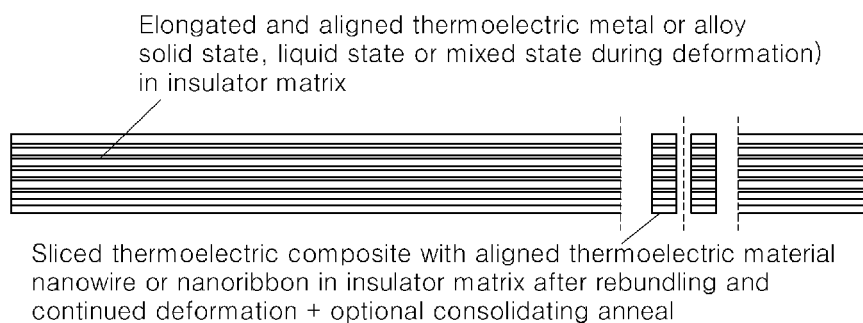 Elongated and aligned thermoelectric metal or alloy
solid state, liquid state or mixed state during deformation)
in insulator matrix
Sliced thermoelectric composite with aligned thermoelectric material
nanowire or nanoribbon in insulator matrix after rebundling and
continued deformation + optional consolidating anneal